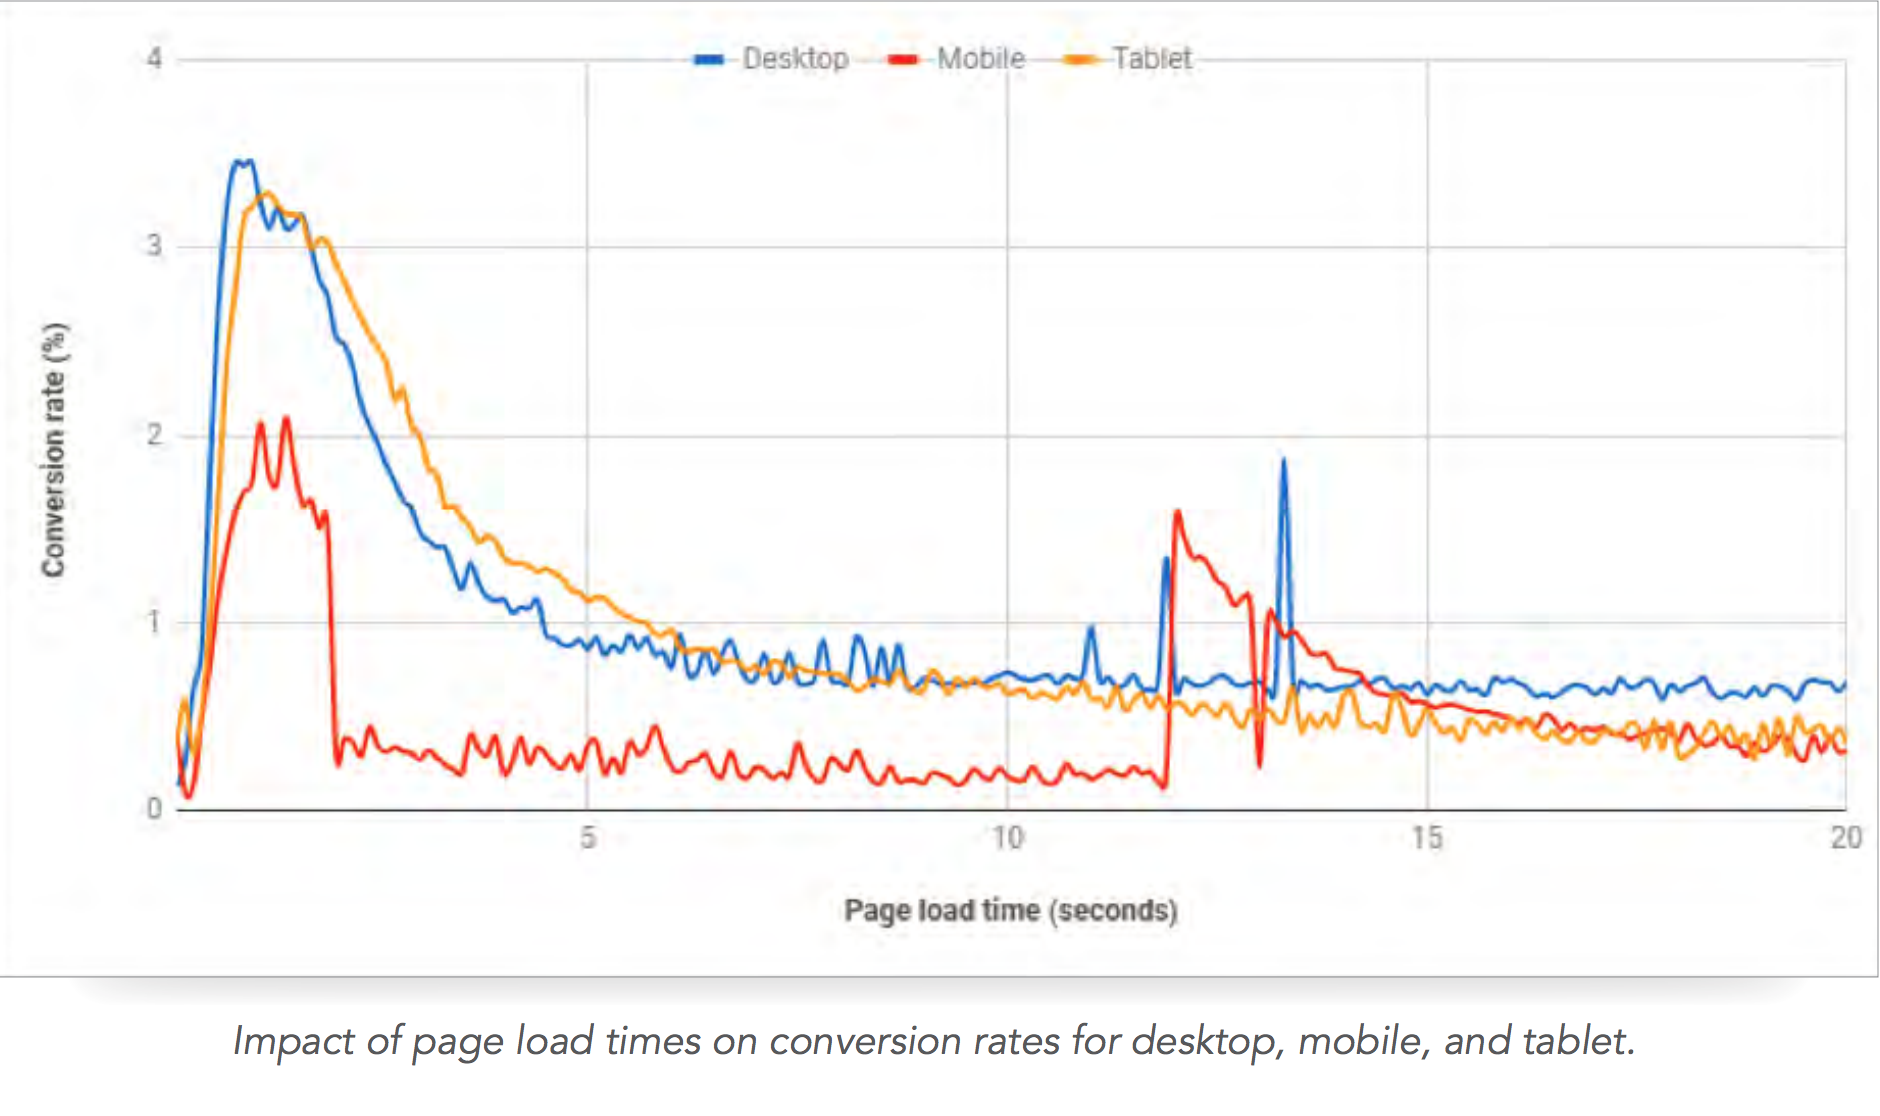 Desktop Mobile Tablet
4
3
2
1
0
Conversion rate (%)
5 10 15 20
Page load time (seconds)
Impact of page load times on conversion rates for desktop, mobile, and tablet.